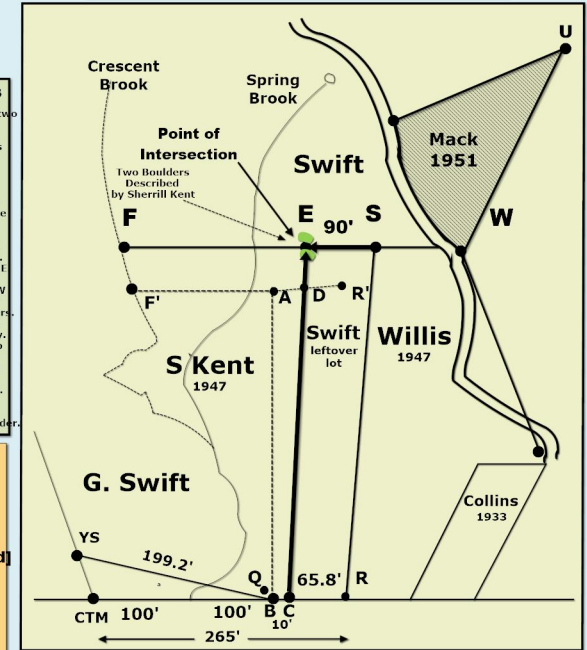 U
Crescent
Brook
Spring
Brook
Mack
1951
Point of
Intersection
Two Boulders
Described
by Sherrill Kent
Swift
F
E
90'
S
W
F'
A
D
R'
Swift
leftover
lot
Willis
1947
S Kent
1947
G. Swift
Collins
1933
YS
199.2'
Q
65.8'
R
CTM
100'
100'
B
C
10'
265'